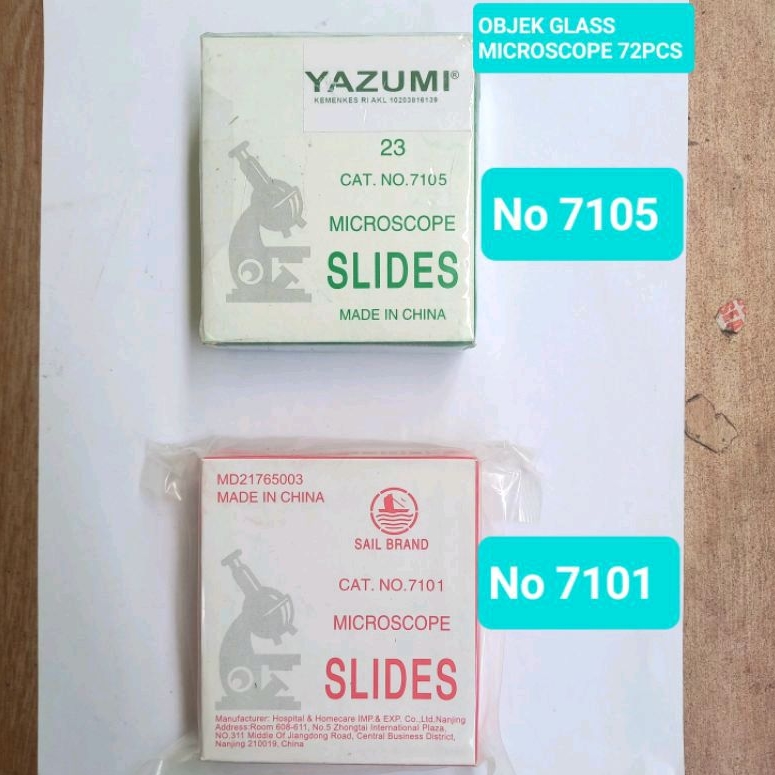 OBJEK GLASS
MICROSCOPE 72PCS
YAZUMI®
KEMENKES RI AKL 10203816139
23
CAT. NO.7105
MICROSCOPE
SLIDES
MADE IN CHINA
No 7105
MD21765003
MADE IN CHINA
SAIL BRAND
CAT. NO.7101
MICROSCOPE
SLIDES
Manufacturer: Hospital & Homecare IMP.& EXP. Co.,Ltd,Nanjing
Address:Room 608-611, No.5 Zhongtai International Plaza,
NO.311 Middle Of Jiangdong Road, Central Business District,
Nanjing 210019, China
No 7101